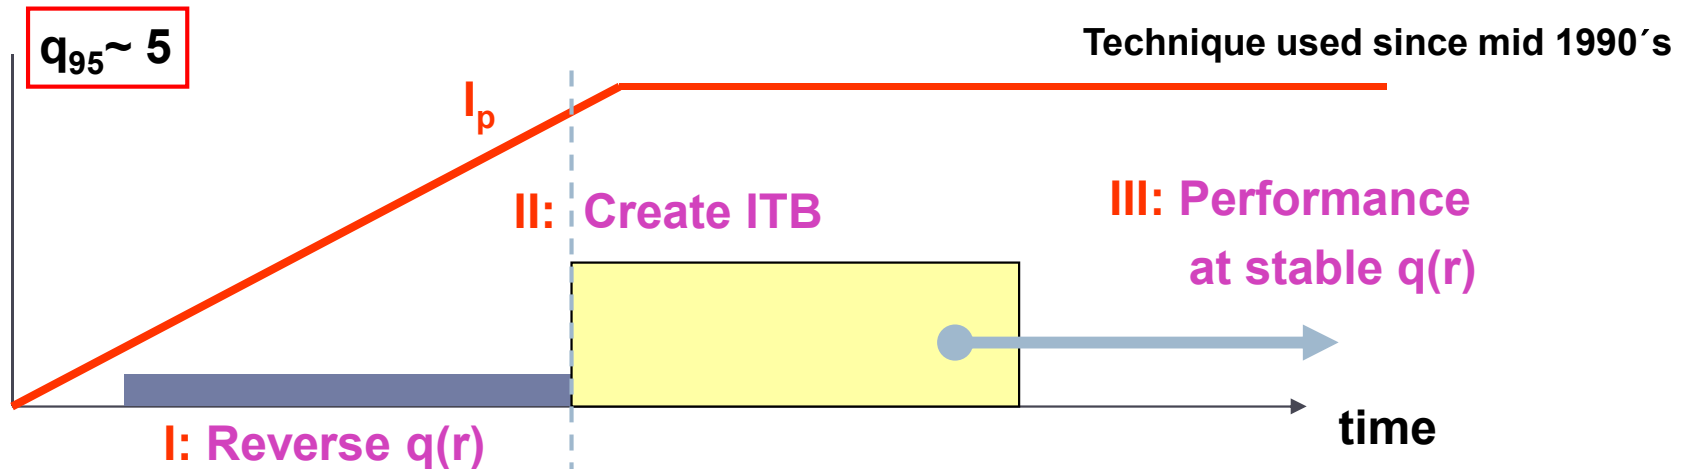 q95~ 5
Technique used since mid 1990´s
Ip
II: Create ITB
III: Performance
at stable q(r)
time
I: Reverse q(r)